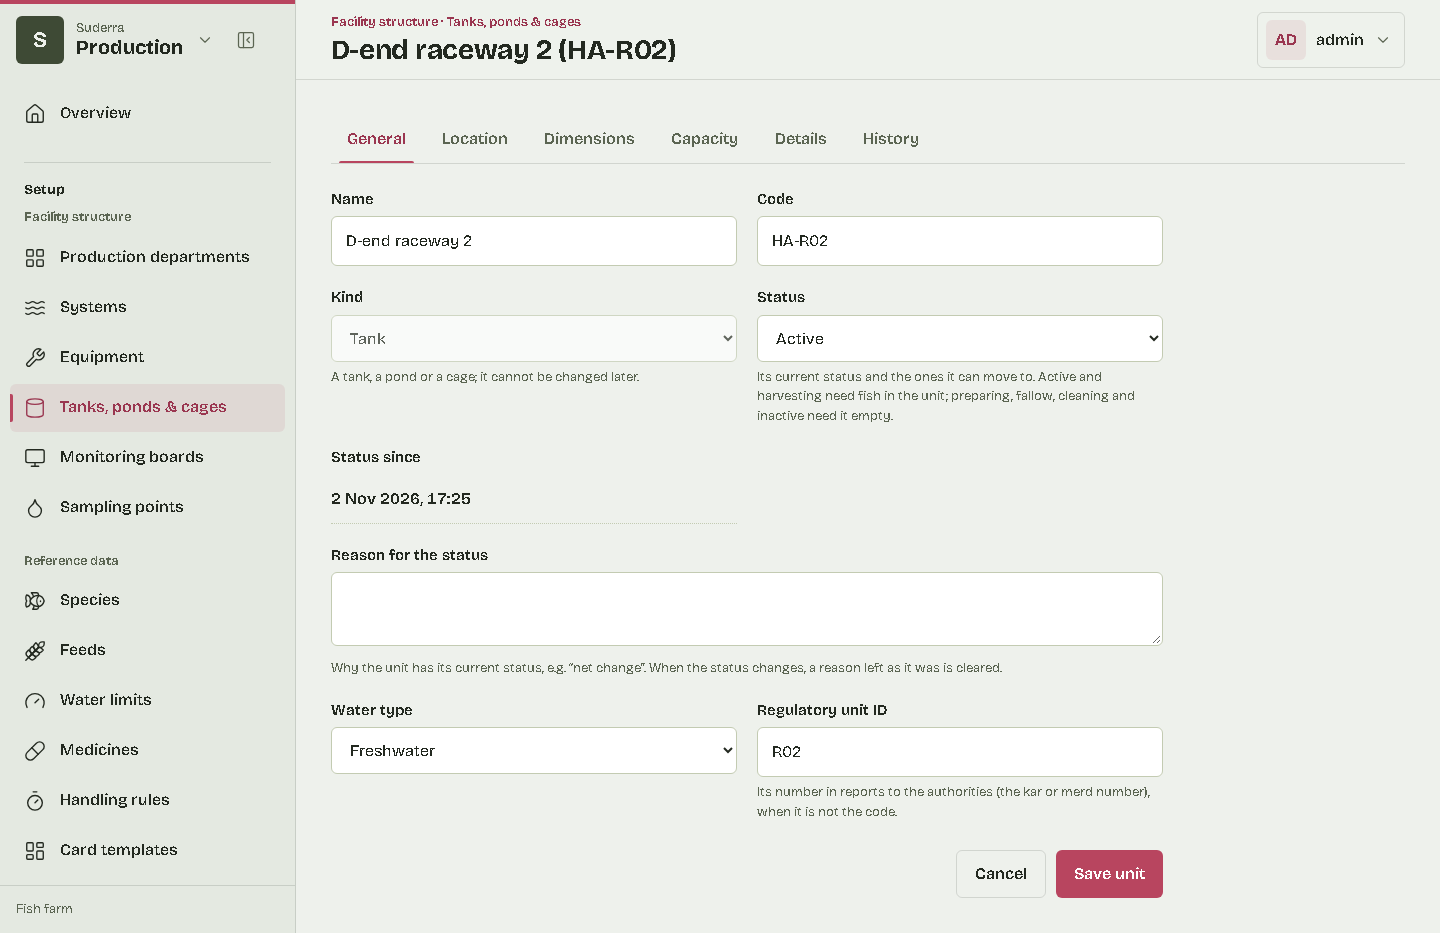 S
Suderra
Production
Overview
Setup
Facility structure
Production departments
Systems
Equipment
Tanks, ponds & cages
Monitoring boards
Sampling points
Reference data
Species
Feeds
Water limits
Medicines
Handling rules
Card templates
Fish farm
Facility structure · Tanks, ponds & cages
D-end raceway 2 (HA-R02)
AD admin
General Location Dimensions Capacity Details History
Name
D-end raceway 2
Code
HA-R02
Kind
Tank
A tank, a pond or a cage; it cannot be changed later.
Status
Active
Its current status and the ones it can move to. Active and
harvesting need fish in the unit; preparing, fallow, cleaning and
inactive need it empty.
Status since
2 Nov 2026, 17:25
Reason for the status
Why the unit has its current status, e.g. “net change”. When the status changes, a reason left as it was is cleared.
Water type
Freshwater
Regulatory unit ID
R02
Its number in reports to the authorities (the kar or merd number),
when it is not the code.
Cancel
Save unit